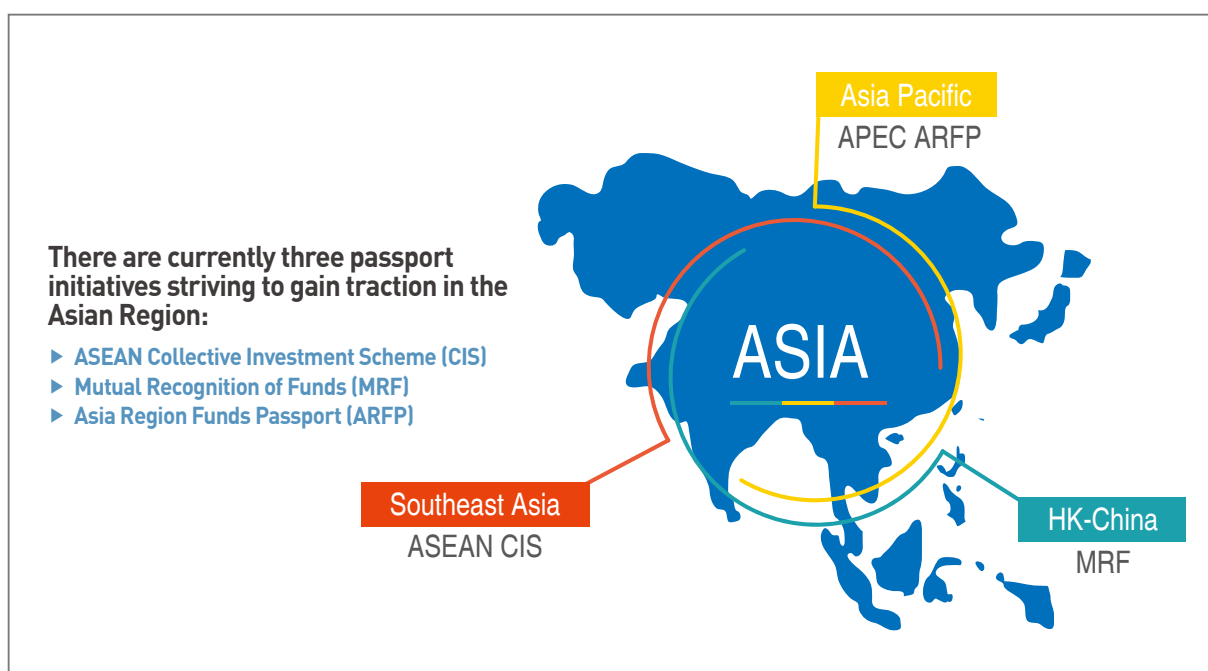 There are currently three passport
initiatives striving to gain traction in the
Asian Region:
ASEAN Collective Investment Scheme (CIS)
Mutual Recognition of Funds (MRF)
Asia Region Funds Passport (ARFP)
Asia Pacific
APEC ARFP
ASIA
Southeast Asia
ASEAN CIS
HK-China
MRF